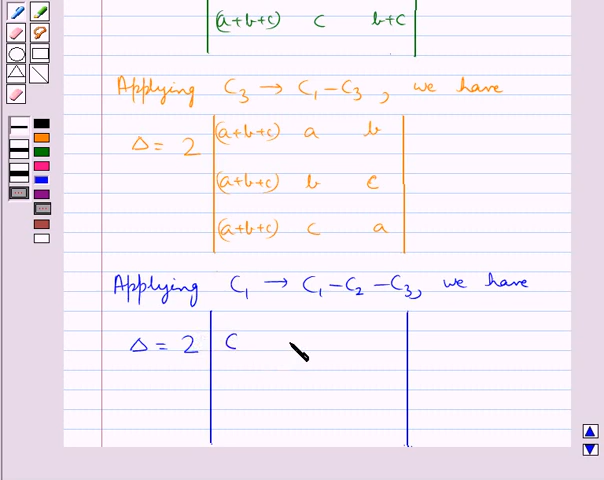 (a+b+c) c b+c
Applying C₃ → C₁-C₃, we have
(a+b+c) a b
Δ = 2
(a+b+c) b c
(a+b+c) c a
Applying C₁ → C₁-C₂-C₃, we have
Δ = 2 | c